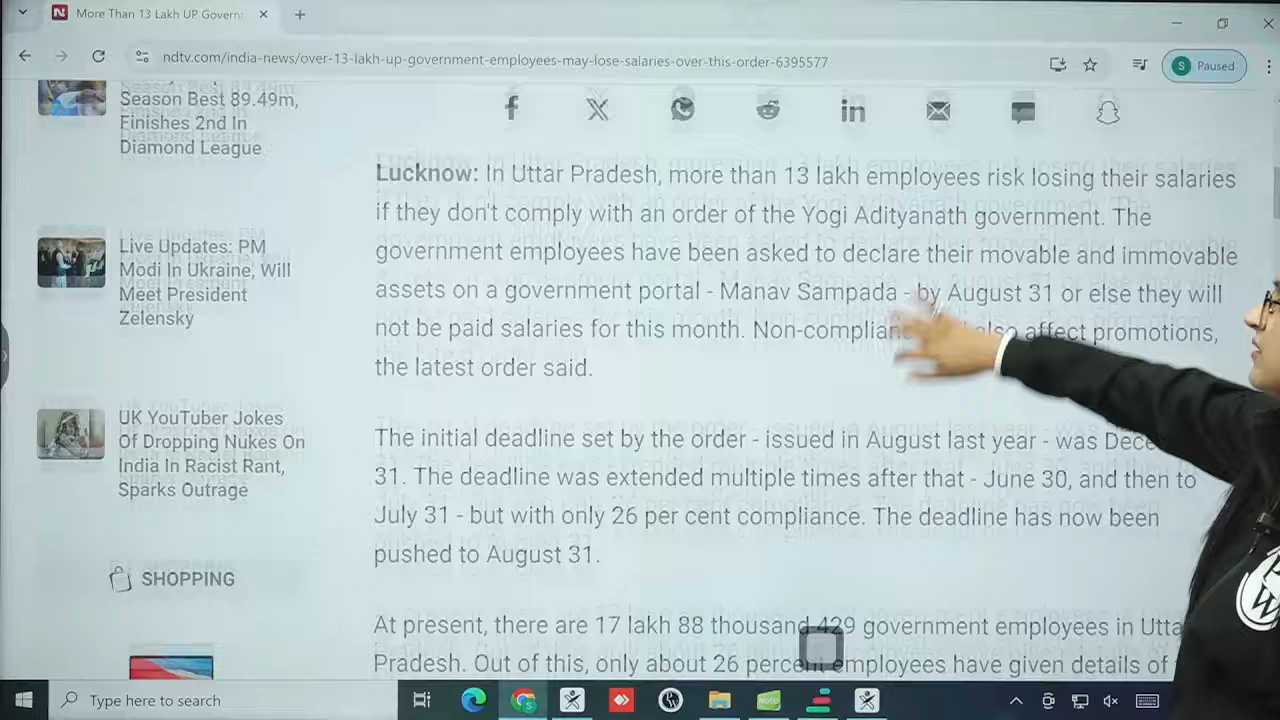 More Than 13 Lakh UP Govern
ndtv.com/india-news/over-13-lakh-up-government-employees-may-lose-salaries-over-this-order-6395577
S Paused
Season Best 89.49m,
Finishes 2nd In
Diamond League
Live Updates: PM
Modi In Ukraine, Will
Meet President
Zelensky
UK YouTuber Jokes
Of Dropping Nukes On
India In Racist Rant,
Sparks Outrage
SHOPPING
Lucknow: In Uttar Pradesh, more than 13 lakh employees risk losing their salaries
if they don't comply with an order of the Yogi Adityanath government. The
government employees have been asked to declare their movable and immovable
assets on a government portal - Manav Sampada - by August 31 or else they will
not be paid salaries for this month. Non-complian also affect promotions,
the latest order said.
The initial deadline set by the order - issued in August last year - was Dece
31. The deadline was extended multiple times after that - June 30, and then to
July 31 - but with only 26 per cent compliance. The deadline has now been
pushed to August 31.
At present, there are 17 lakh 88 thousand 429 government employees in Utta
Pradesh. Out of this, only about 26 percent employees have given details of
Type here to search